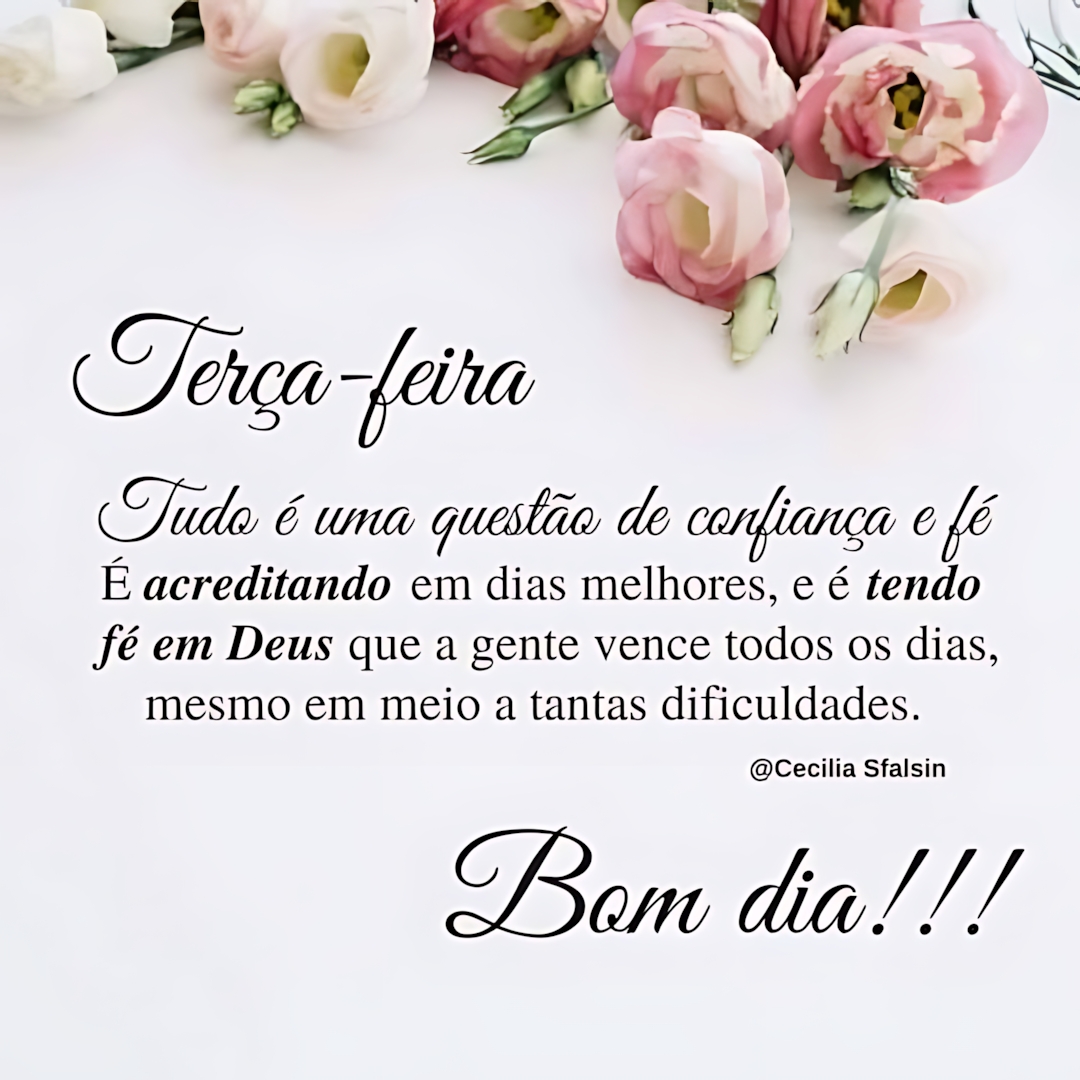 Terça-feira
Tudo é uma questão de confiança e fé
É acreditando em dias melhores, e é tendo
fé em Deus que a gente vence todos os dias,
mesmo em meio a tantas dificuldades.
@Cecilia Sfalsin
Bom dia!!!